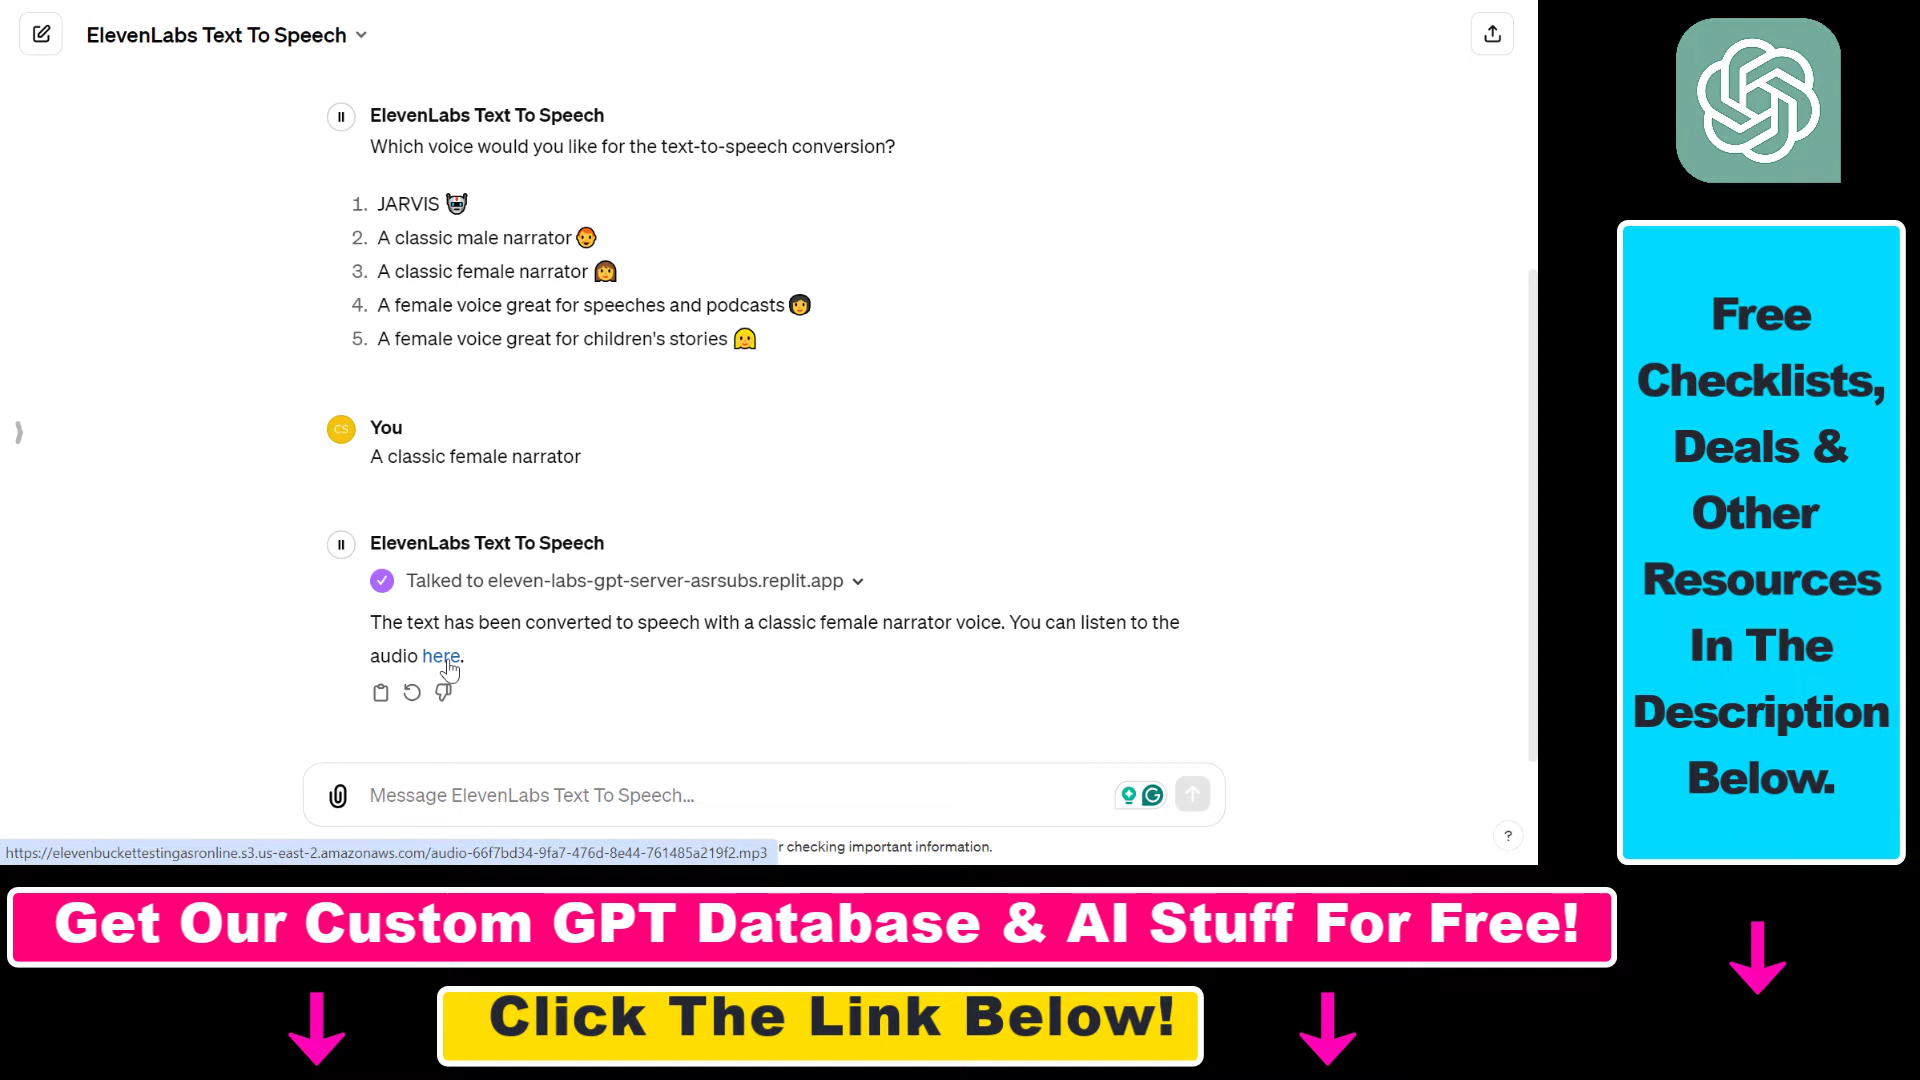 ElevenLabs Text To Speech
ElevenLabs Text To Speech
Which voice would you like for the text-to-speech conversion?
1. JARVIS
2. A classic male narrator
3. A classic female narrator
4. A female voice great for speeches and podcasts
5. A female voice great for children's stories
CS
You
A classic female narrator
ElevenLabs Text To Speech
Talked to eleven-labs-gpt-server-asrsubs.replit.app
The text has been converted to speech with a classic female narrator voice. You can listen to the
audio here.
Message ElevenLabs Text To Speech...
G
https://elevenbuckettestingasronline.s3.us-east-2.amazonaws.com/audio-66f7bd34-9fa7-476d-8e44-761485a219f2.mp3
r checking important information.
?
Free
Checklists,
Deals &
Other
Resources
In The
Description
Below.
Get Our Custom GPT Database & AI Stuff For Free!
Click The Link Below!